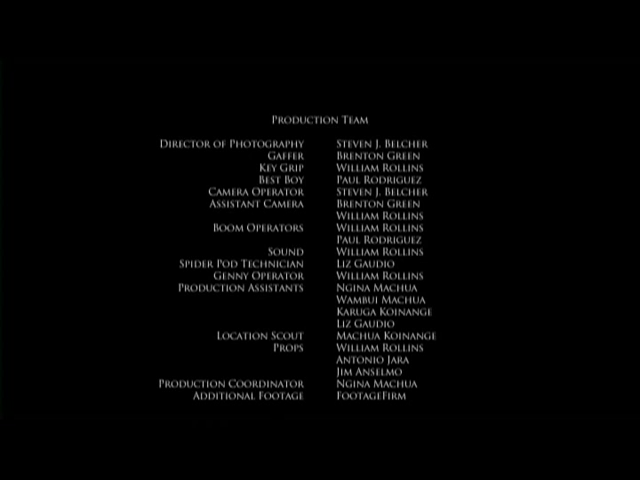 PRODUCTION TEAM
DIRECTOR OF PHOTOGRAPHY STEVEN J. BELCHER
GAFFER BRENTON GREEN
KEY GRIP WILLIAM ROLLINS
BEST BOY PAUL RODRIGUEZ
CAMERA OPERATOR STEVEN J. BELCHER
ASSISTANT CAMERA BRENTON GREEN
WILLIAM ROLLINS
BOOM OPERATORS WILLIAM ROLLINS
PAUL RODRIGUEZ
SOUND WILLIAM ROLLINS
SPIDER POD TECHNICIAN LIZ GAUDIO
GENNY OPERATOR WILLIAM ROLLINS
PRODUCTION ASSISTANTS NGINA MACHUA
WAMBUI MACHUA
KARUGA KOINANGE
LIZ GAUDIO
LOCATION SCOUT MACHUA KOINANGE
PROPS WILLIAM ROLLINS
ANTONIO JARA
JIM ANSELMO
PRODUCTION COORDINATOR NGINA MACHUA
ADDITIONAL FOOTAGE FOOTAGEFIRM